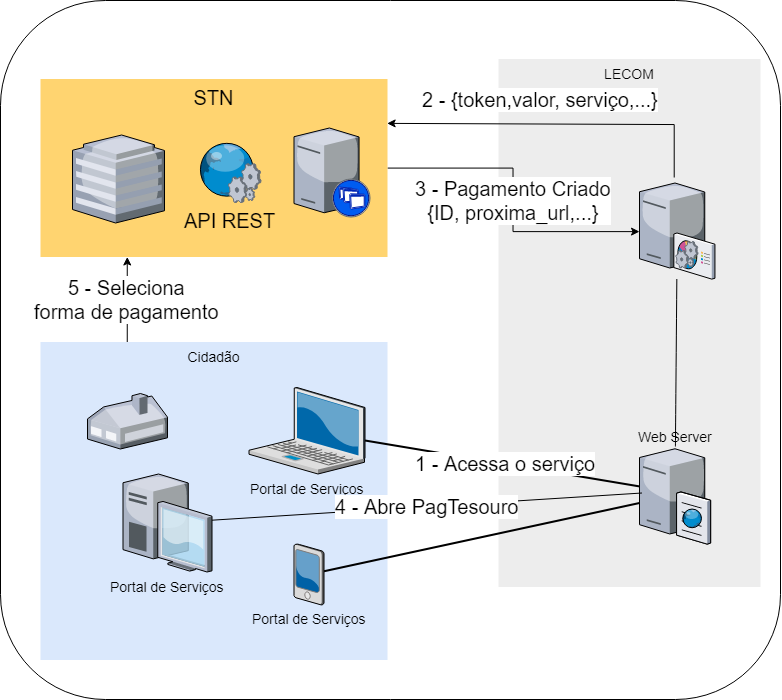 LECOM
STN
2 - {token,valor, serviço,...}
3 - Pagamento Criado
{ID, proxima_url,...}
API REST
5 - Seleciona
forma de pagamento
Cidadão
Web Server
1 - Acessa o serviço
Portal de Serviços
4 - Abre PagTesouro
Portal de Serviços
Portal de Serviços